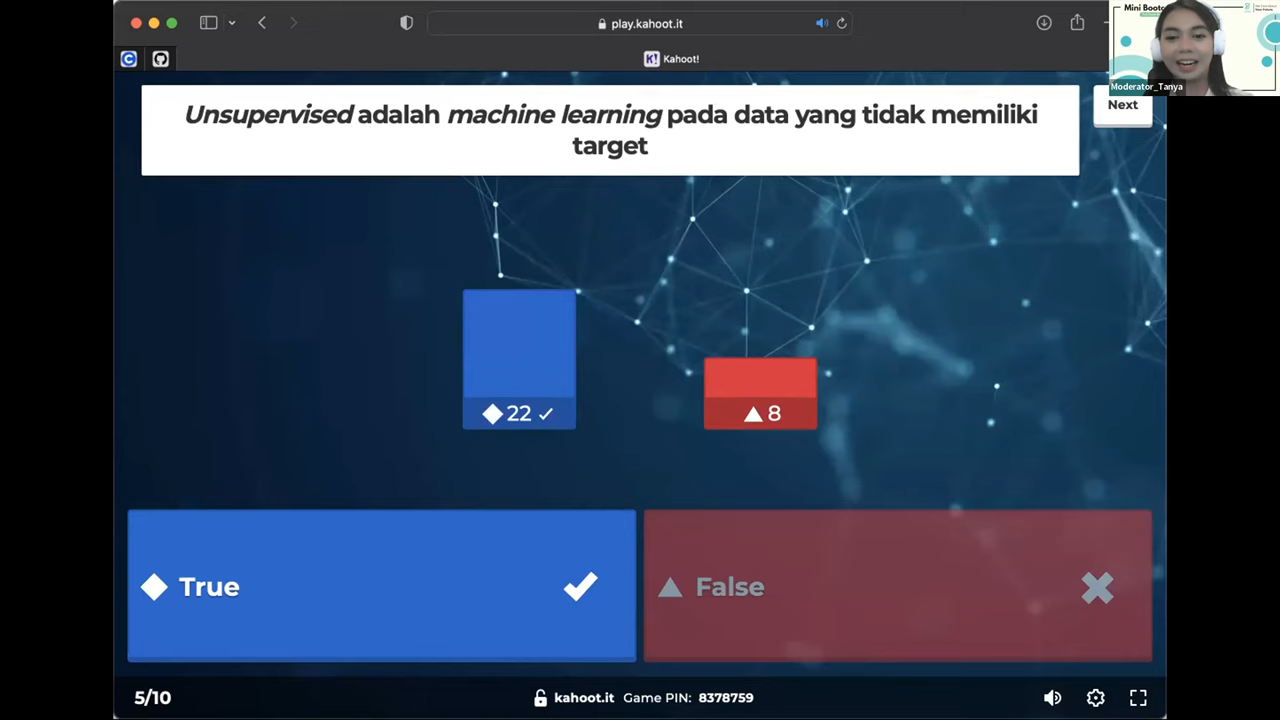 play.kahoot.it
K! Kahoot!
Mini Bootc
Moderator_Tanya
Next
Unsupervised adalah machine learning pada data yang tidak memiliki
target
22
8
True
False
5/10
kahoot.it Game PIN: 8378759